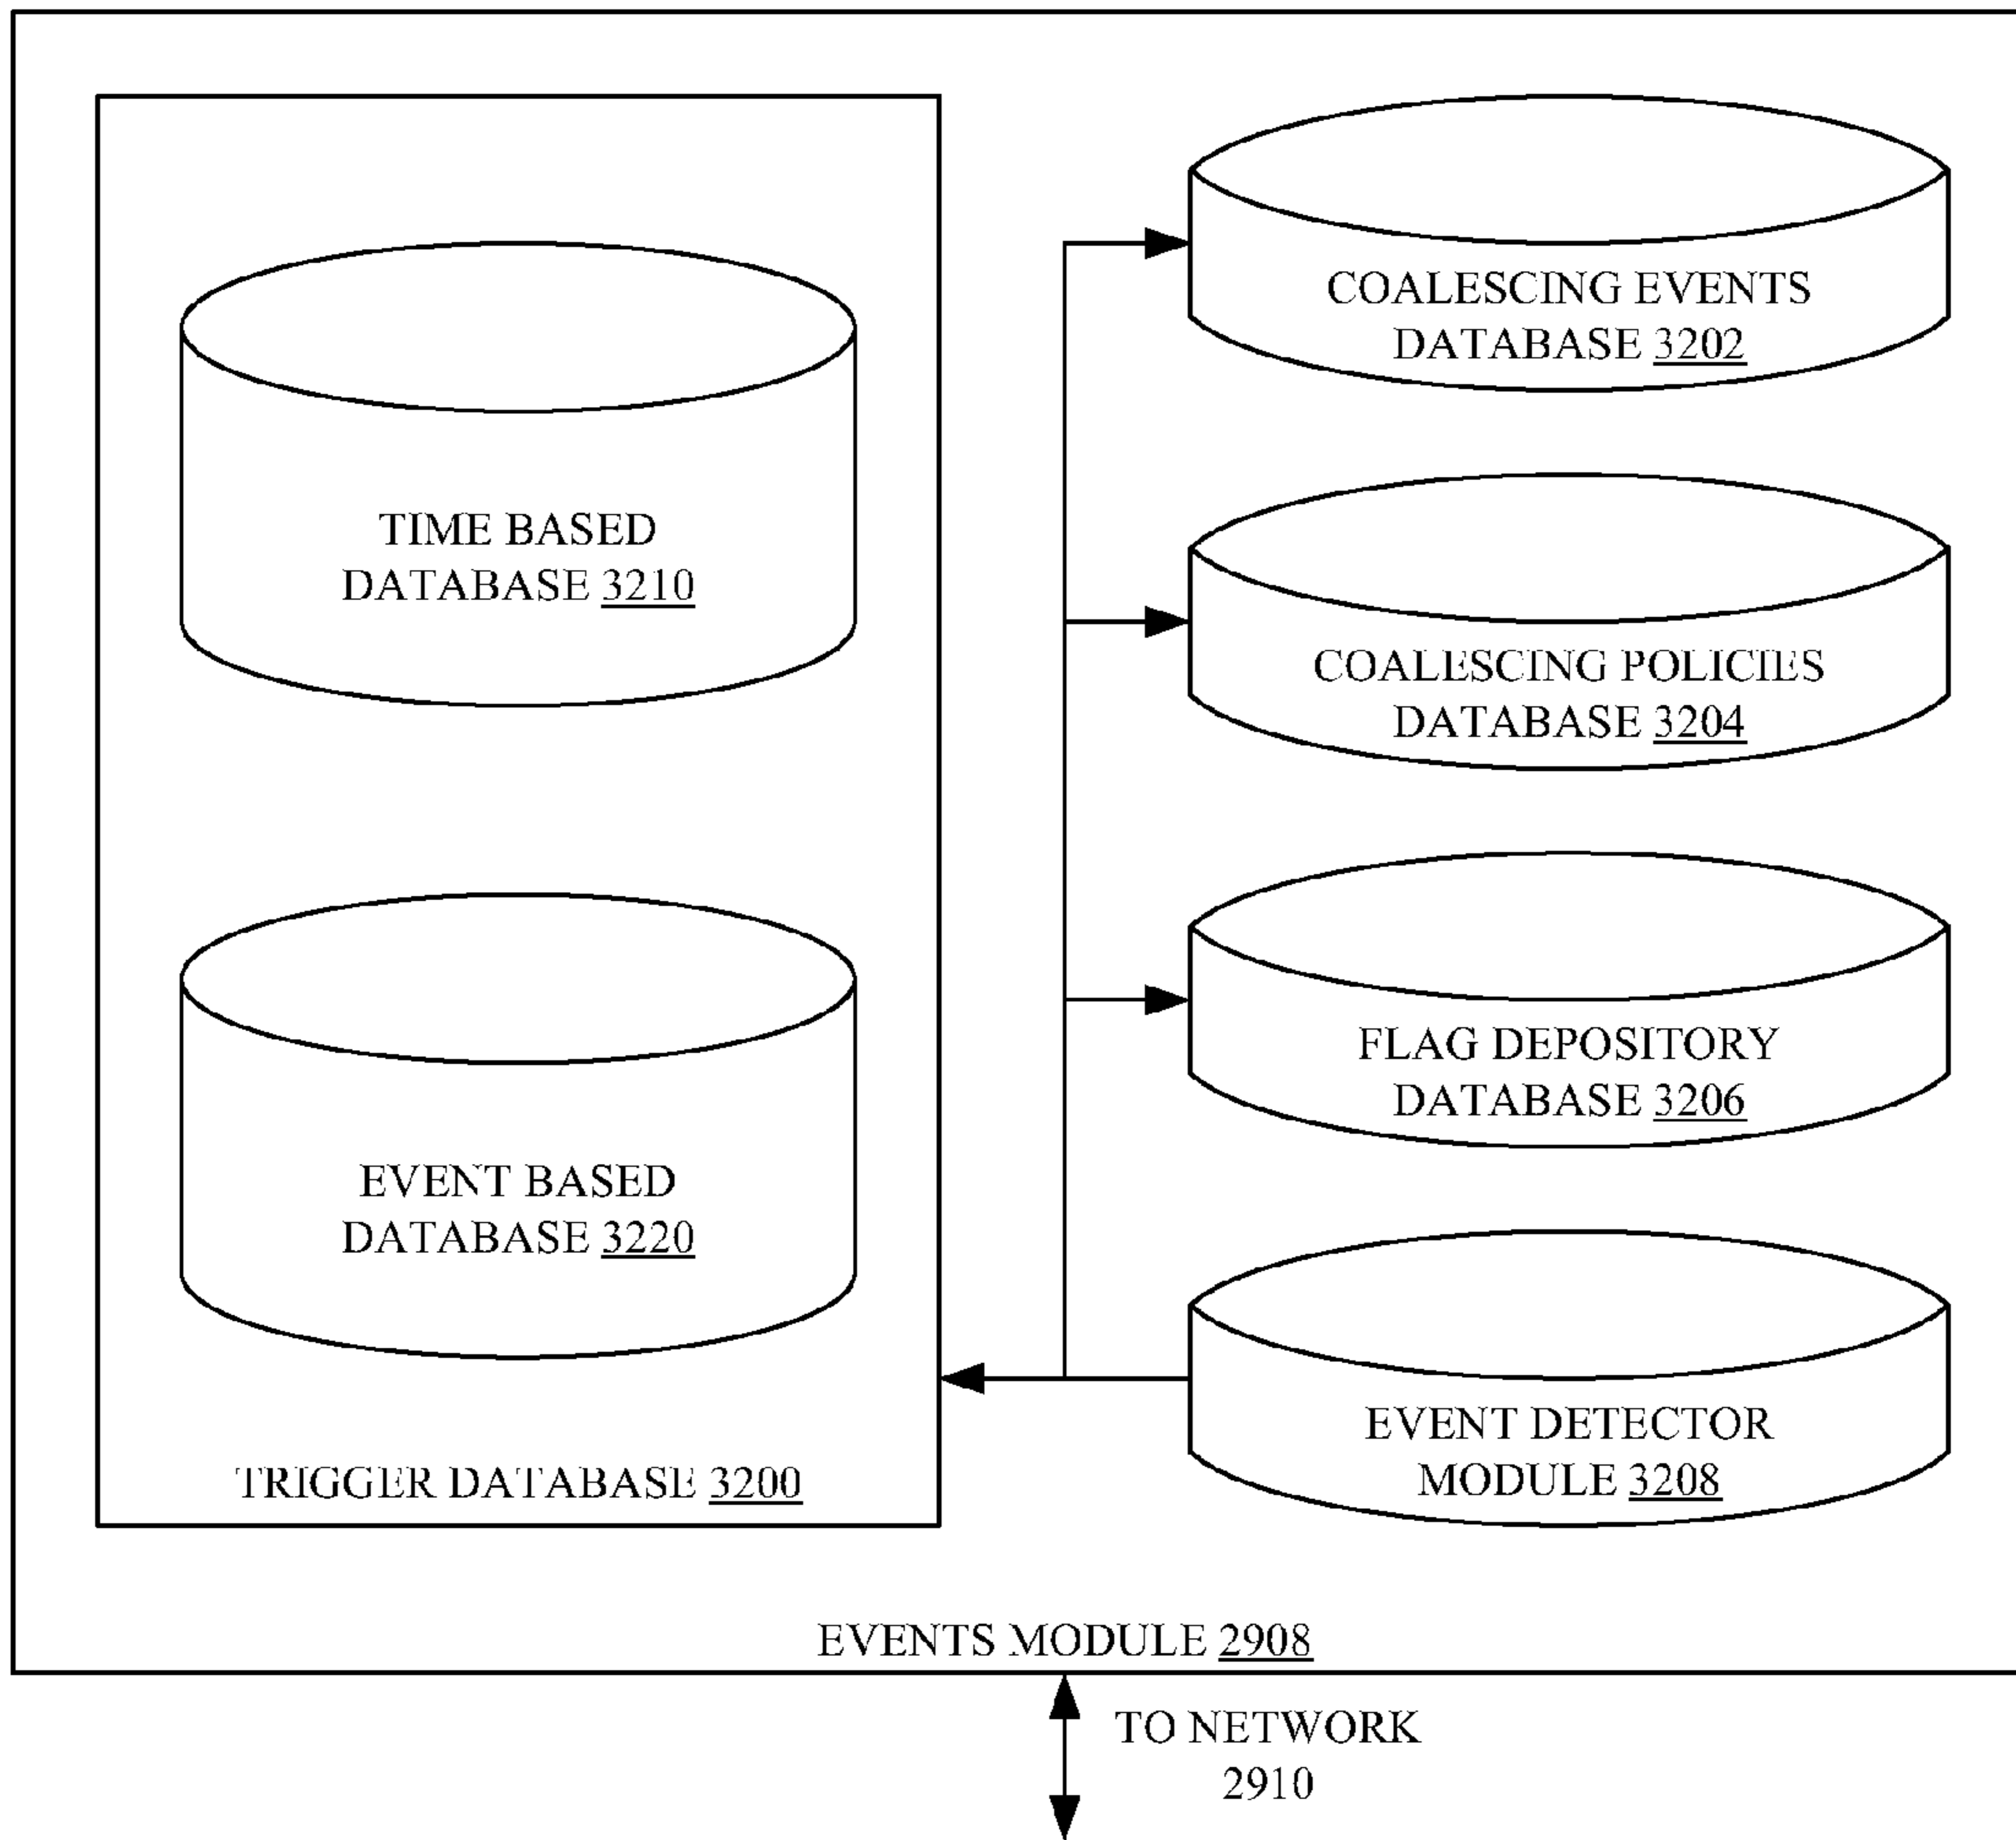 TIME BASED
DATABASE 3210
EVENT BASED
DATABASE 3220
TRIGGER DATABASE 3200
COALESCING EVENTS
DATABASE 3202
COALESCING POLICIES
DATABASE 3204
FLAG DEPOSITORY
DATABASE 3206
EVENT DETECTOR
MODULE 3208
EVENTS MODULE 2908
TO NETWORK
2910